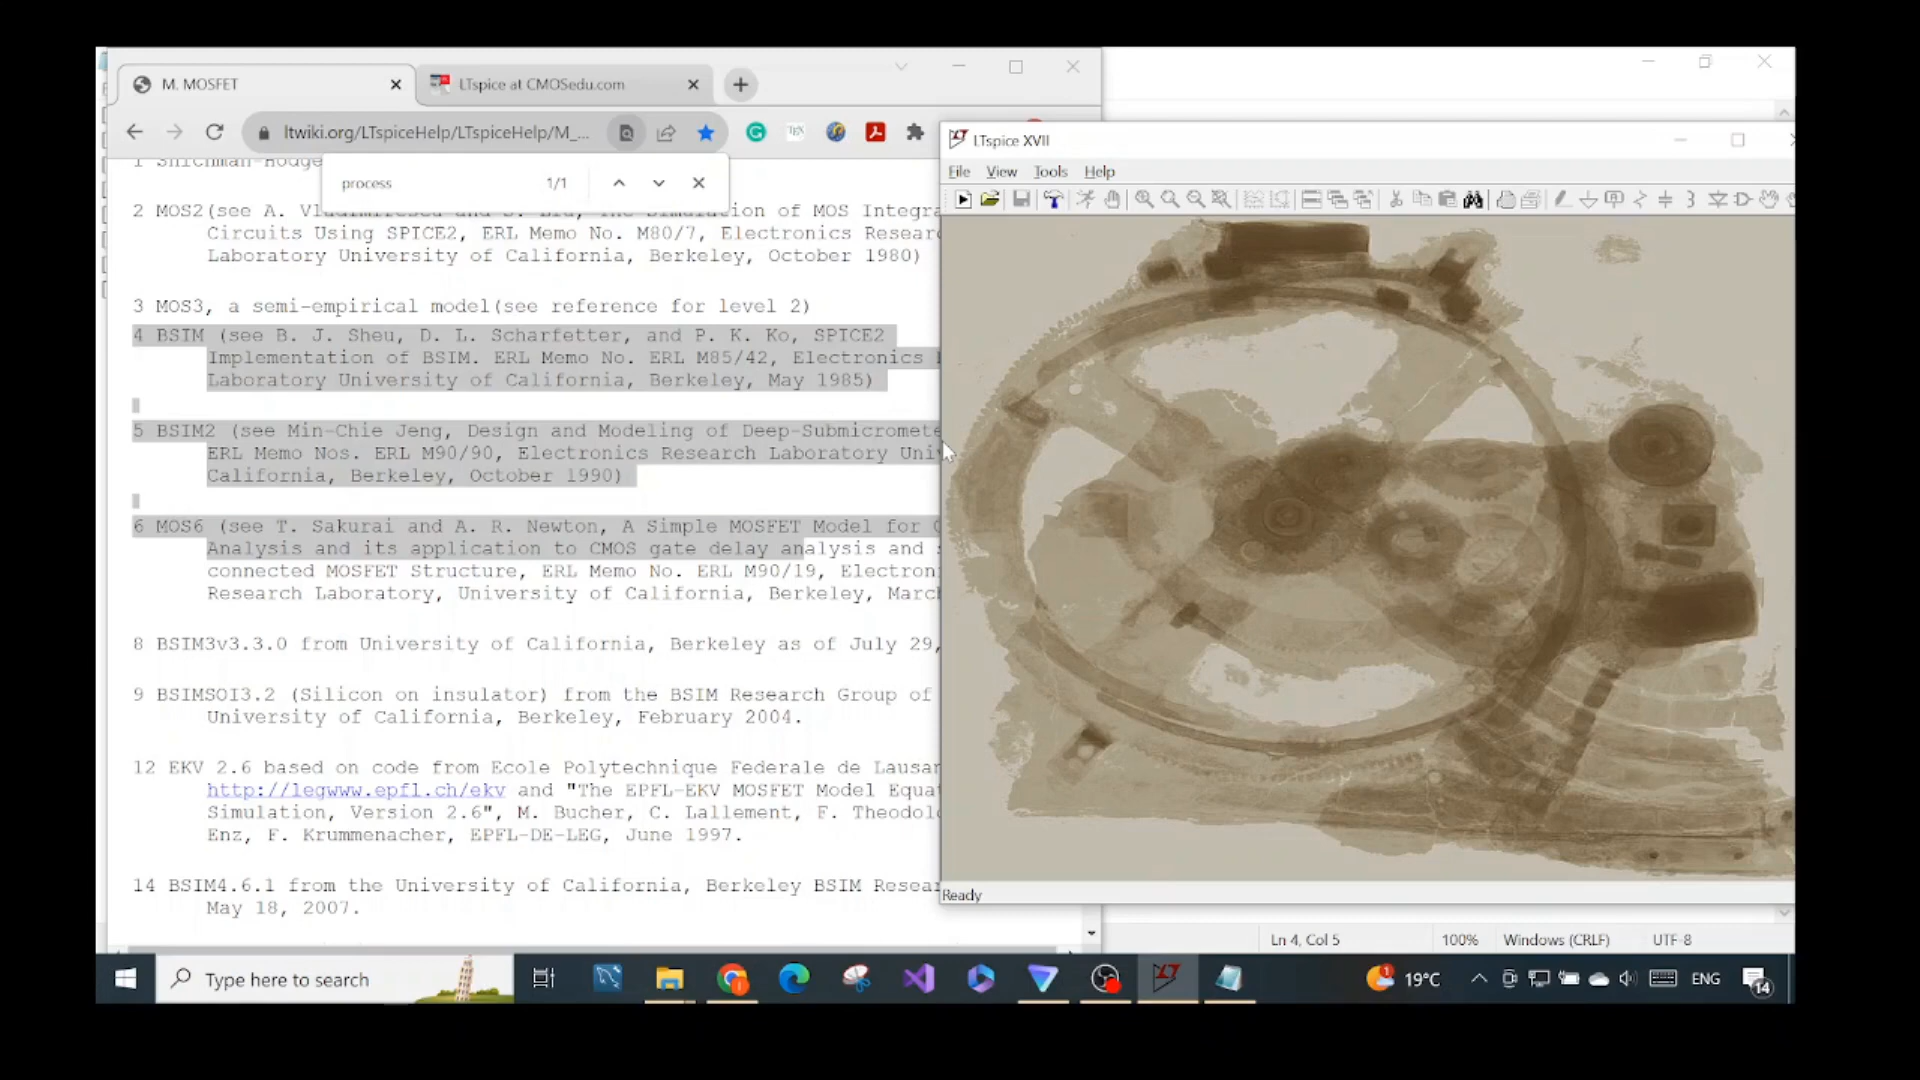 M. MOSFET
LTspice at CMOSedu.com
ltwiki.org/LTspiceHelp/LTspiceHelp/M_...
process 1/1
1 Shichman-Hodge
2 MOS2(see A. Vladimirescu and S. Liu, The Simulation of MOS Integra
Circuits Using SPICE2, ERL Memo No. M80/7, Electronics Resear
Laboratory University of California, Berkeley, October 1980)
3 MOS3, a semi-empirical model(see reference for level 2)
4 BSIM (see B. J. Sheu, D. L. Scharfetter, and P. K. Ko, SPICE2
Implementation of BSIM. ERL Memo No. ERL M85/42, Electronics
Laboratory University of California, Berkeley, May 1985)
5 BSIM2 (see Min-Chie Jeng, Design and Modeling of Deep-Submicromete
ERL Memo Nos. ERL M90/90, Electronics Research Laboratory Uni
California, Berkeley, October 1990)
6 MOS6 (see T. Sakurai and A. R. Newton, A Simple MOSFET Model for
Analysis and its application to CMOS gate delay analysis and
connected MOSFET Structure, ERL Memo No. ERL M90/19, Electron
Research Laboratory, University of California, Berkeley, Marc
8 BSIM3v3.3.0 from University of California, Berkeley as of July 29,
9 BSIMSOI3.2 (Silicon on insulator) from the BSIM Research Group of
University of California, Berkeley, February 2004.
12 EKV 2.6 based on code from Ecole Polytechnique Federale de Lausan
http://legwww.epfl.ch/ekv and "The EPFL-EKV MOSFET Model Equa
Simulation, Version 2.6", M. Bucher, C. Lallement, F. Theodol
Enz, F. Krummenacher, EPFL-DE-LEG, June 1997.
14 BSIM4.6.1 from the University of California, Berkeley BSIM Resea
May 18, 2007.
LTspice XVII
File View Tools Help
Ready
Ln 4, Col 5 100% Windows (CRLF) UTF-8
Type here to search
19°C ENG 14